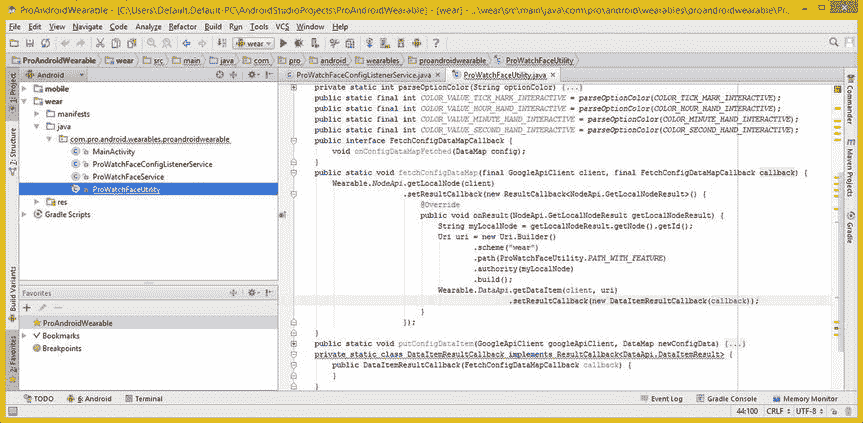 ProAndroidWearable - [C:\Users\Default.Default-PC\AndroidStudioProjects\ProAndroidWearable] - [wear] - ...\wear\src\main\java\com\pro\android\wearables\proandroidwearable\Pro...
File Edit View Navigate Code Analyze Refactor Build Run Tools VCS Window Help
wear
ProAndroidWearable wear src main java com pro android wearables proandroidwearable ProWatchFaceUtility
Android
ProWatchFaceConfigListenerService.java
ProWatchFaceUtility.java
1: Project
7: Structure
Build Variants
2: Favorites
mobile
wear
manifests
java
com.pro.android.wearables.proandroidwearable
MainActivity
ProWatchFaceConfigListenerService
ProWatchFaceService
ProWatchFaceUtility
res
Gradle Scripts
Favorites
ProAndroidWearable
Bookmarks
Breakpoints
private static int parseOptionColor(String optionColor) {...}
public static final int COLOR_VALUE_TICK_MARK_INTERACTIVE = parseOptionColor(COLOR_TICK_MARK_INTERACTIVE);
public static final int COLOR_VALUE_HOUR_HAND_INTERACTIVE = parseOptionColor(COLOR_HOUR_HAND_INTERACTIVE);
public static final int COLOR_VALUE_MINUTE_HAND_INTERACTIVE = parseOptionColor(COLOR_MINUTE_HAND_INTERACTIVE);
public static final int COLOR_VALUE_SECOND_HAND_INTERACTIVE = parseOptionColor(COLOR_SECOND_HAND_INTERACTIVE);
public interface FetchConfigDataMapCallback {
void onConfigDataMapFetched(DataMap config);
}
public static void fetchConfigDataMap(final GoogleApiClient client, final FetchConfigDataMapCallback callback) {
Wearable.NodeApi.getLocalNode(client)
.setResultCallback(new ResultCallback<NodeApi.GetLocalNodeResult>() {
@Override
public void onResult(NodeApi.GetLocalNodeResult getLocalNodeResult) {
String myLocalNode = getLocalNodeResult.getNode().getId();
Uri uri = new Uri.Builder()
.scheme("wear")
.path(ProWatchFaceUtility.PATH_WITH_FEATURE)
.authority(myLocalNode)
.build();
Wearable.DataApi.getDataItem(client, uri)
.setResultCallback(new DataItemResultCallback(callback));
}
});
}
public static void putConfigDataItem(GoogleApiClient googleApiClient, DataMap newConfigData) {...}
private static class DataItemResultCallback implements ResultCallback<DataApi.DataItemResult> {
public DataItemResultCallback(FetchConfigDataMapCallback callback) {
}
}
Commander
Maven Projects
Gradle
TODO 6: Android Terminal
Event Log Gradle Console Memory Monitor
44:100 CRLF UTF-8